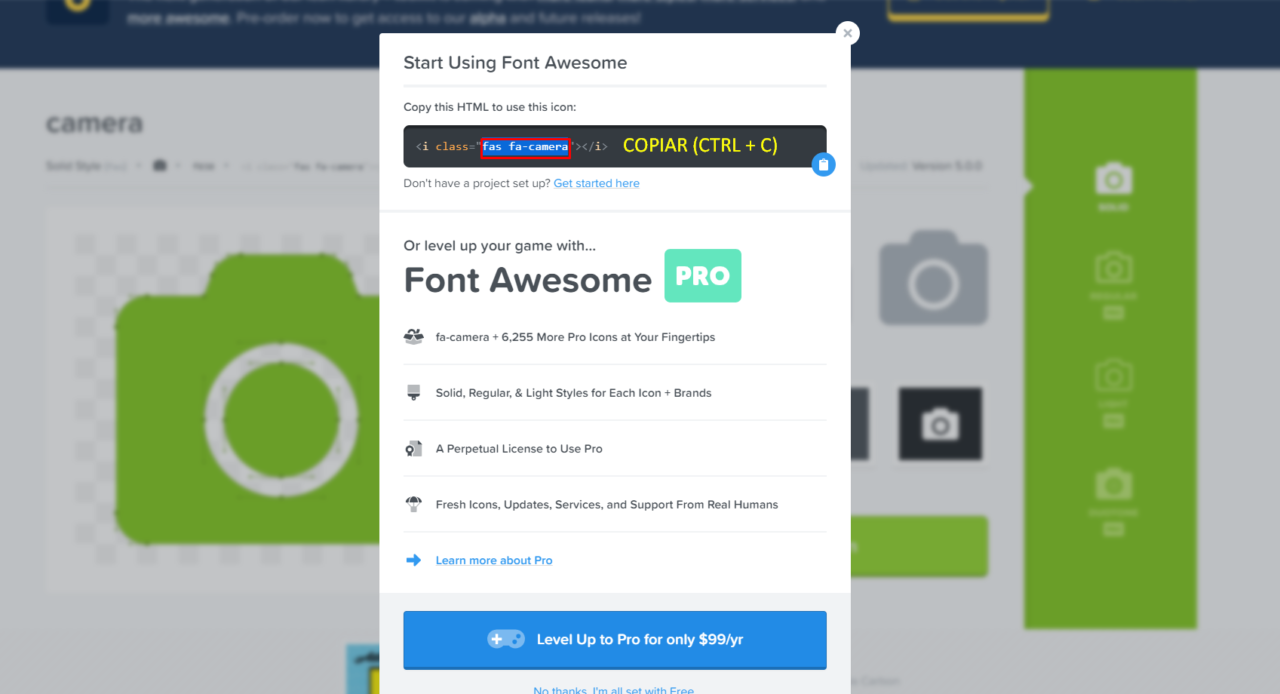 more awesome. Pre-order now to get access to our alpha and future releases!
Start Using Font Awesome
Copy this HTML to use this icon:
<i class="fas fa-camera"></i>
COPIAR (CTRL + C)
Don't have a project set up? Get started here
Or level up your game with...
Font Awesome PRO
fa-camera + 6,255 More Pro Icons at Your Fingertips
Solid, Regular, & Light Styles for Each Icon + Brands
A Perpetual License to Use Pro
Fresh Icons, Updates, Services, and Support From Real Humans
Learn more about Pro
Level Up to Pro for only $99/yr
No thanks, I'm all set with Free
camera
Solid Style
Updated: Version 5.0.0
SOLID
REGULAR
LIGHT
DUOTONE